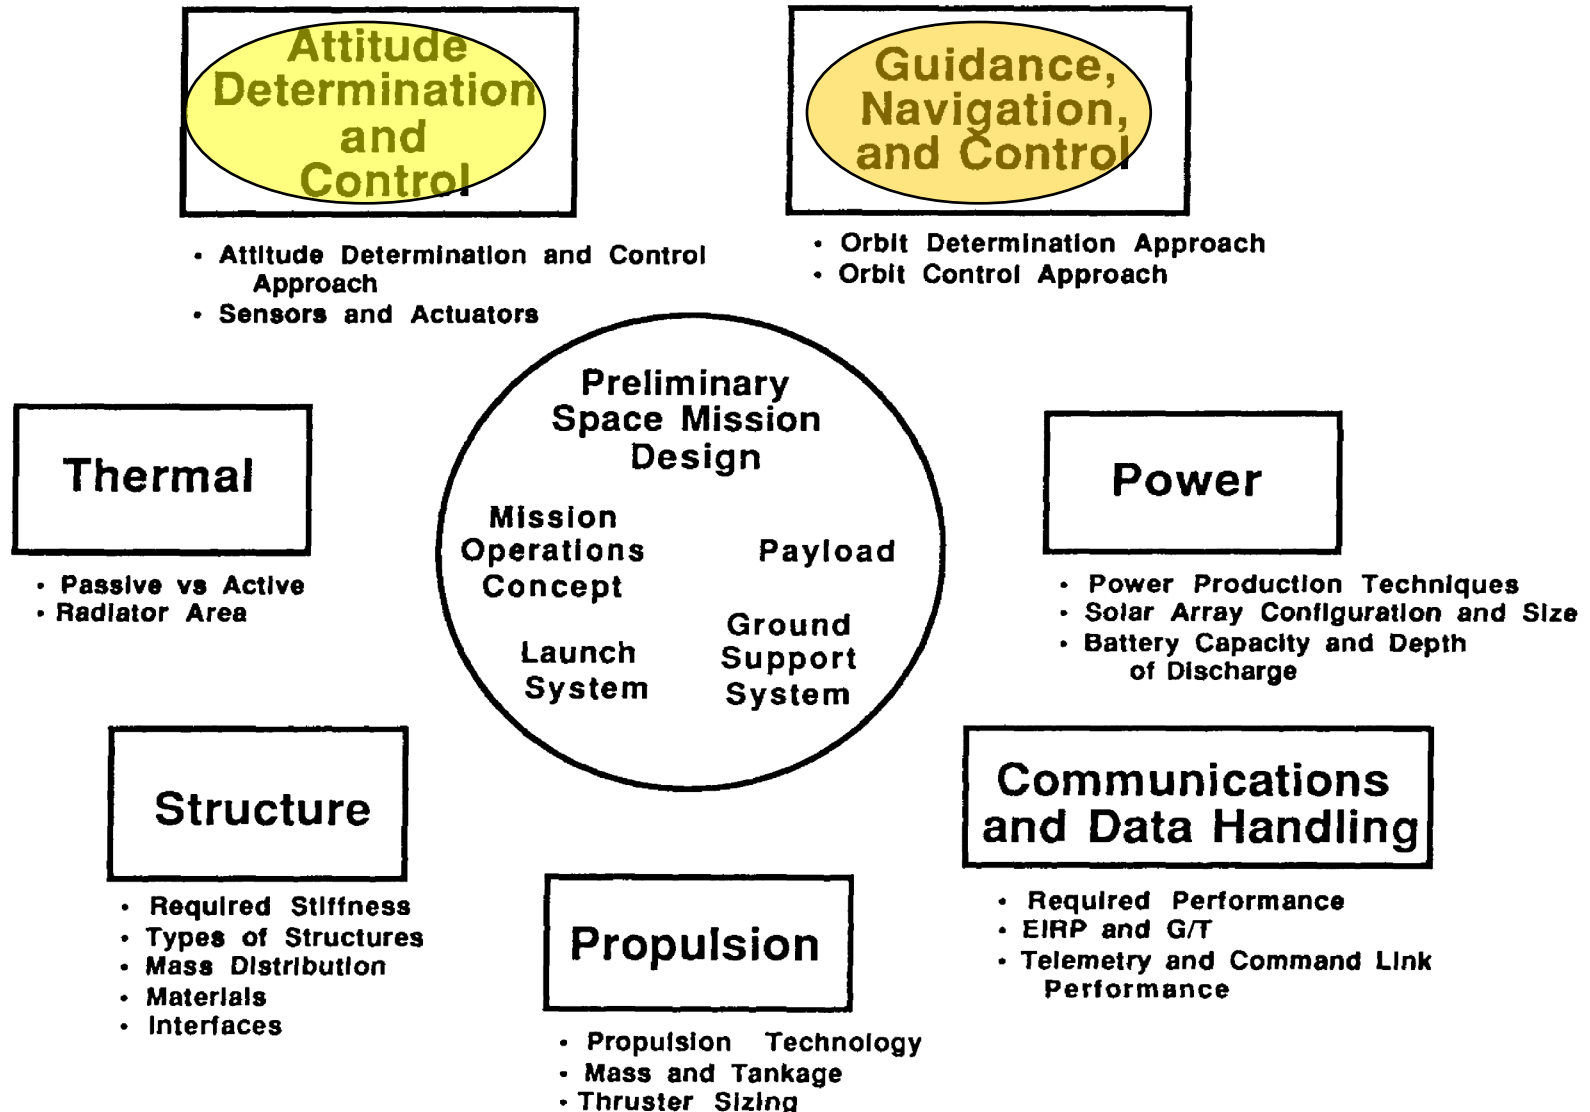 Attitude
Determination
and
Control
• Attitude Determination and Control
Approach
• Sensors and Actuators
Guidance,
Navigation,
and Control
• Orbit Determination Approach
• Orbit Control Approach
Preliminary
Space Mission
Design
Mission
Operations
Concept
Payload
Launch
System
Ground
Support
System
Thermal
• Passive vs Active
• Radiator Area
Power
• Power Production Techniques
• Solar Array Configuration and Size
• Battery Capacity and Depth
of Discharge
Structure
• Required Stiffness
• Types of Structures
• Mass Distribution
• Materials
• Interfaces
Propulsion
• Propulsion Technology
• Mass and Tankage
• Thruster Sizing
Communications
and Data Handling
• Required Performance
• EIRP and G/T
• Telemetry and Command Link
Performance